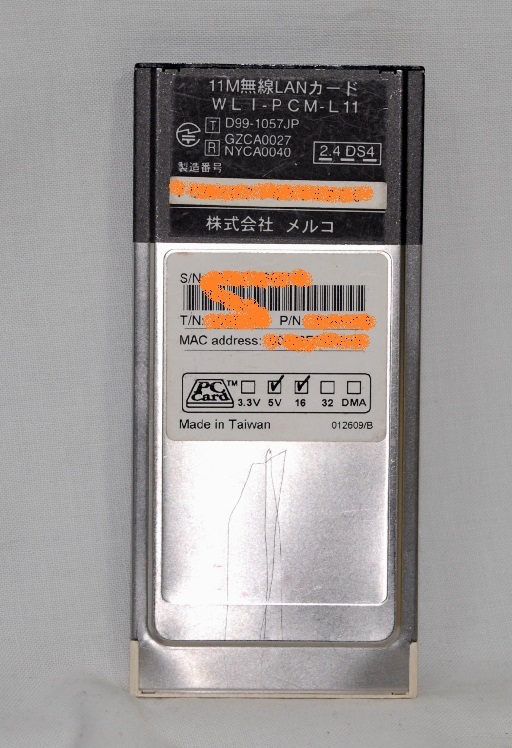 11M無線LANカード
WLI-PCM-L11
T D99-1057JP
R GZCA0027
NYCA0040
2.4 DS4
製造番号
株式会社 メルコ
S/N
T/N: P/N:
MAC address:
PC Card™
3.3V 5V 16 32 DMA
Made in Taiwan 012609/B